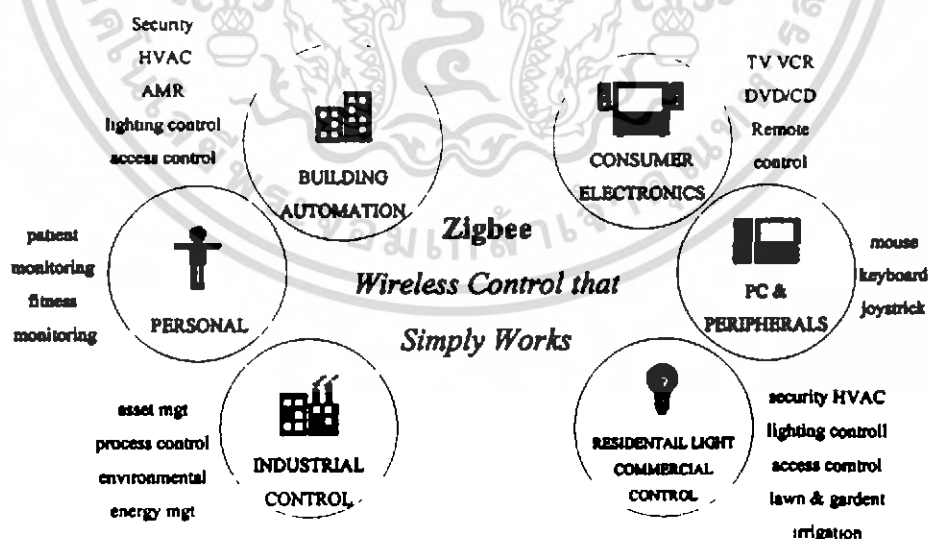 Security
HVAC
AMR
lighting control
access control
BUILDING
AUTOMATION
TV VCR
DVD/CD
Remote
control
CONSUMER
ELECTRONICS
Zigbee
Wireless Control that
Simply Works
patient
monitoring
fitness
monitoring
PERSONAL
PC &
PERIPHERALS
mouse
keyboard
joystrick
asset mgt
process control
environmental
energy mgt
INDUSTRIAL
CONTROL
RESIDENTAIL LIGHT
COMMERCIAL
CONTROL
security HVAC
lighting controll
access comtrol
lawn & gardent
irrigation